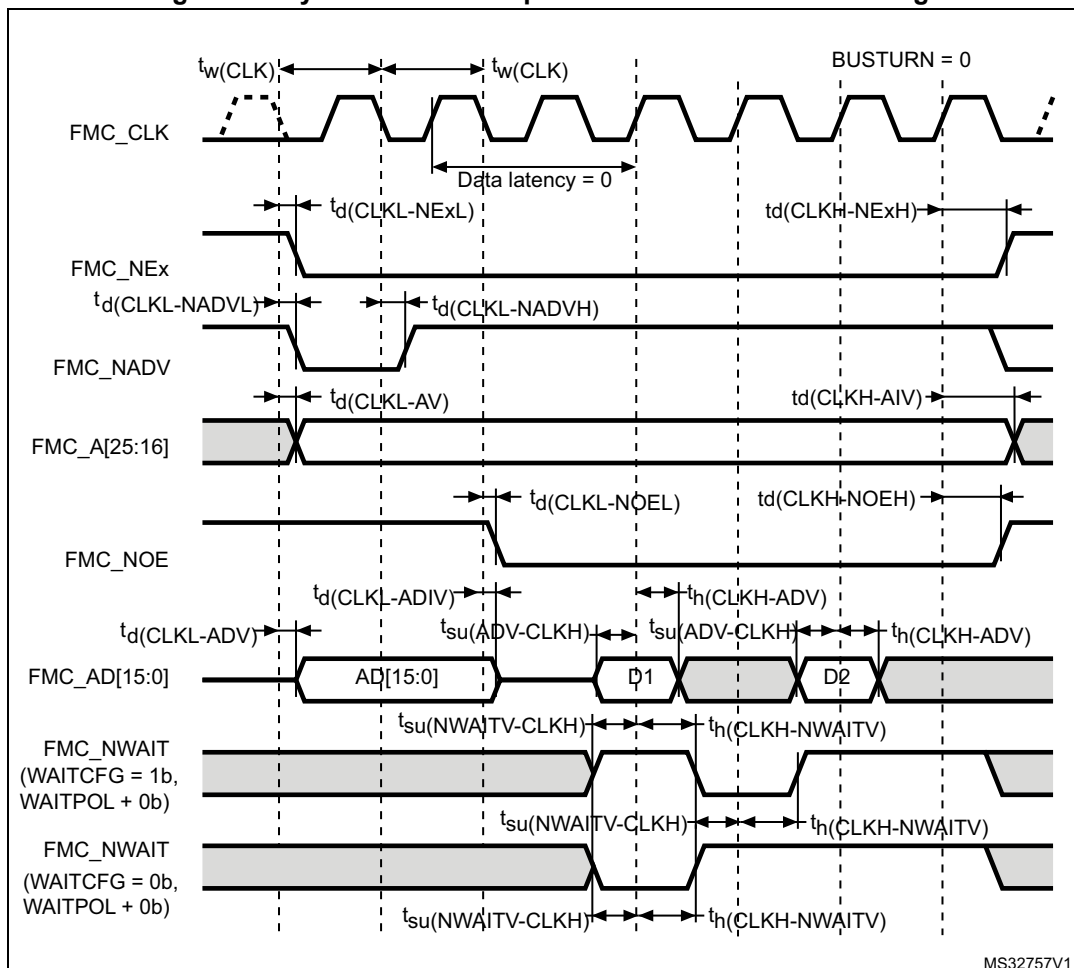 tw(CLK)
tw(CLK)
BUSTURN = 0
FMC_CLK
Data latency = 0
td(CLKL-NExL)
td(CLKH-NExH)
FMC_NEx
td(CLKL-NADVL)
td(CLKL-NADVH)
FMC_NADV
td(CLKL-AV)
td(CLKH-AIV)
FMC_A[25:16]
td(CLKL-NOEL)
td(CLKH-NOEH)
FMC_NOE
td(CLKL-ADIV)
th(CLKH-ADV)
td(CLKL-ADV)
tsu(ADV-CLKH)
tsu(ADV-CLKH)
th(CLKH-ADV)
FMC_AD[15:0]
AD[15:0]
D1
D2
tsu(NWAITV-CLKH)
th(CLKH-NWAITV)
FMC_NWAIT
(WAITCFG = 1b,
WAITPOL + 0b)
tsu(NWAITV-CLKH)
th(CLKH-NWAITV)
FMC_NWAIT
(WAITCFG = 0b,
WAITPOL + 0b)
tsu(NWAITV-CLKH)
th(CLKH-NWAITV)
MS32757V1